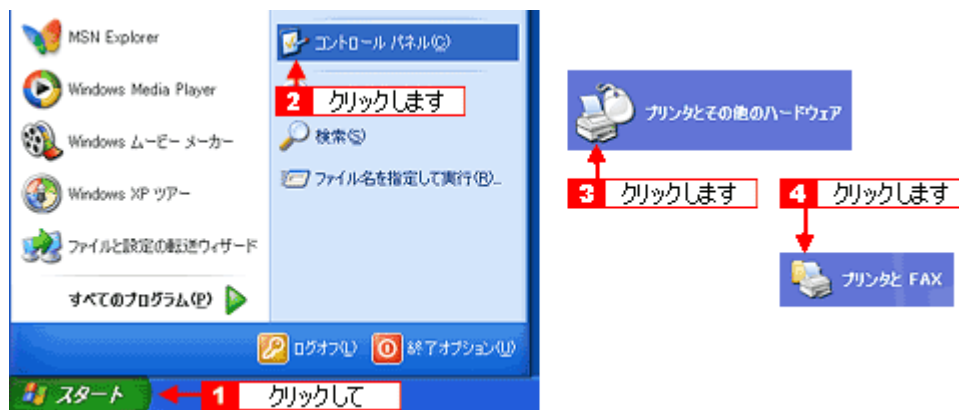 MSN Explorer
Windows Media Player
Windows ムービー メーカー
Windows XP ツアー
ファイルと設定の転送ウィザード
すべてのプログラム(P)
コントロール パネル(C)
2 クリックします
検索(S)
ファイル名を指定して実行(R)...
ログオフ(L)
終了オプション(U)
スタート
1 クリックして
プリンタとその他のハードウェア
3 クリックします
4 クリックします
プリンタと FAX